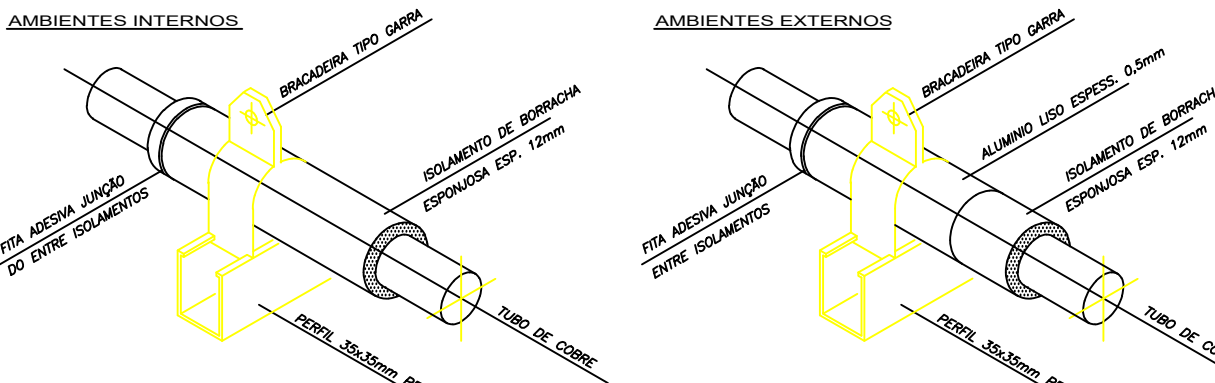 AMBIENTES INTERNOS
BRACADEIRA TIPO GARRA
ISOLAMENTO DE BORRACHA
ESPONJOSA ESP. 12mm
FITA ADESIVA JUNÇÃO
DO ENTRE ISOLAMENTOS
TUBO DE COBRE
PERFIL 35x35mm
AMBIENTES EXTERNOS
BRACADEIRA TIPO GARRA
ALUMINIO LISO ESPESS. 0,5mm
ISOLAMENTO DE BORRACH
ESPONJOSA ESP. 12mm
FITA ADESIVA JUNÇÃO
ENTRE ISOLAMENTOS
TUBO DE
PERFIL 35x35mm